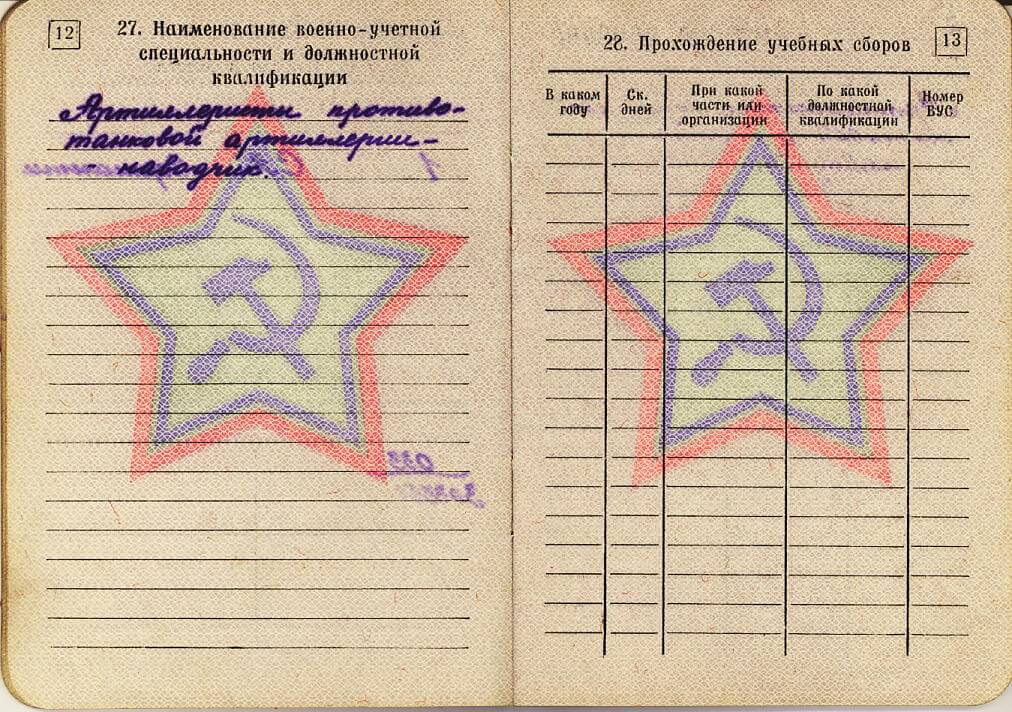 12
27. Наименование военно-учетной
специальности и должностной
квалификации
Артиллеристы противо-
танковой артиллерии-
наводчик.
28. Прохождение учебных сборов
13
В каком году
Ск. дней
При какой части или организации
По какой должностной квалификации
Номер ВУС